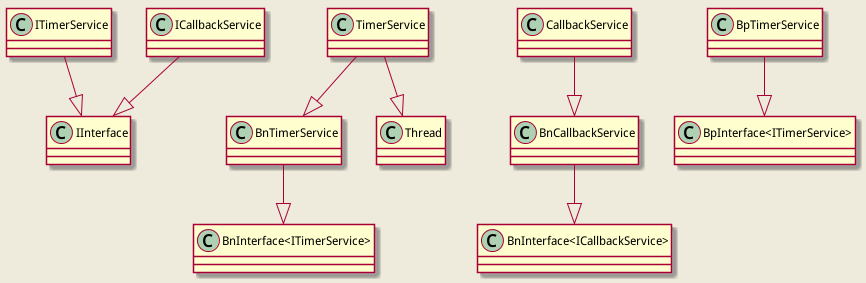 C ITimerService
C ICallbackService
C TimerService
C CallbackService
C BpTimerService
C IInterface
C BnTimerService
C Thread
C BnCallbackService
C BpInterface<ITimerService>
C BnInterface<ITimerService>
C BnInterface<ICallbackService>